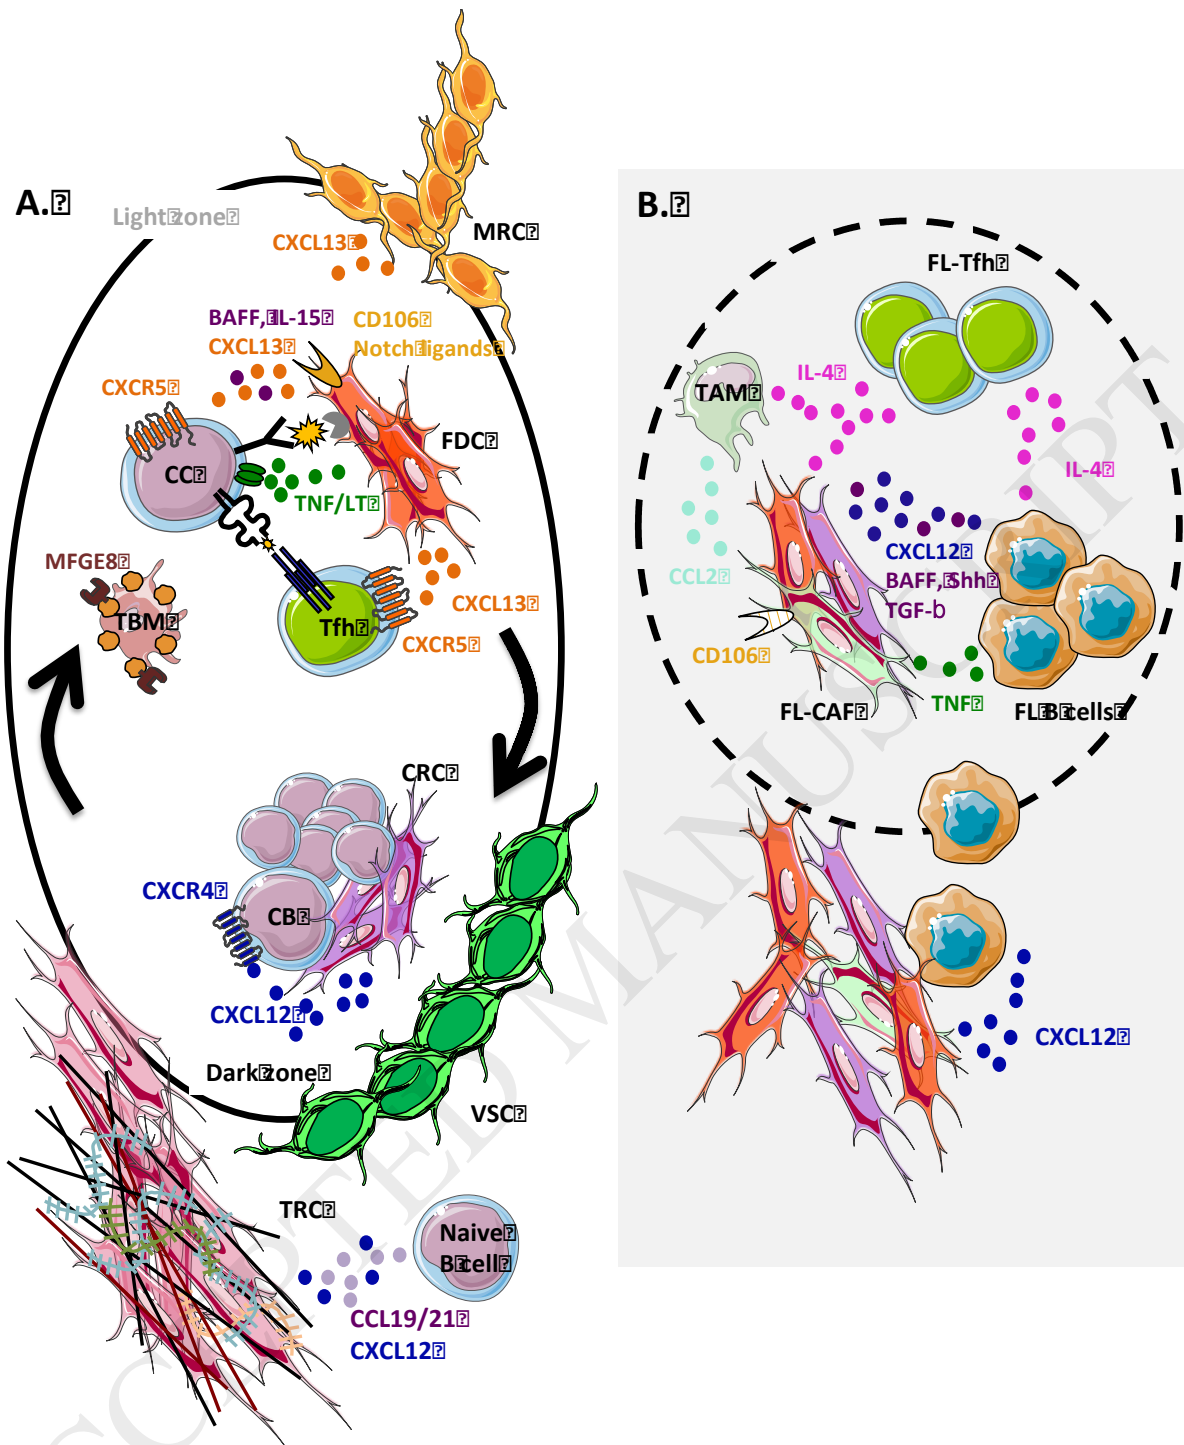 A.
Light zone
CXCL13
MRC
BAFF, IL-15
CXCL13
CD106
Notch ligands
CXCR5
FDC
CC
TNF/LT
MFGE8
TBM
CXCL13
Tfh
CXCR5
CRC
CXCR4
CB
CXCL12
Dark zone
VSC
TRC
Naive
B cell
CCL19/21
CXCL12
B.
FL-Tfh
TAM
IL-4
IL-4
CXCL12
BAFF, Shh
TGF-b
CCL2
CD106
TNF
FL-CAF
FL B cells
CXCL12
CCEPTED MANUSCRIPT